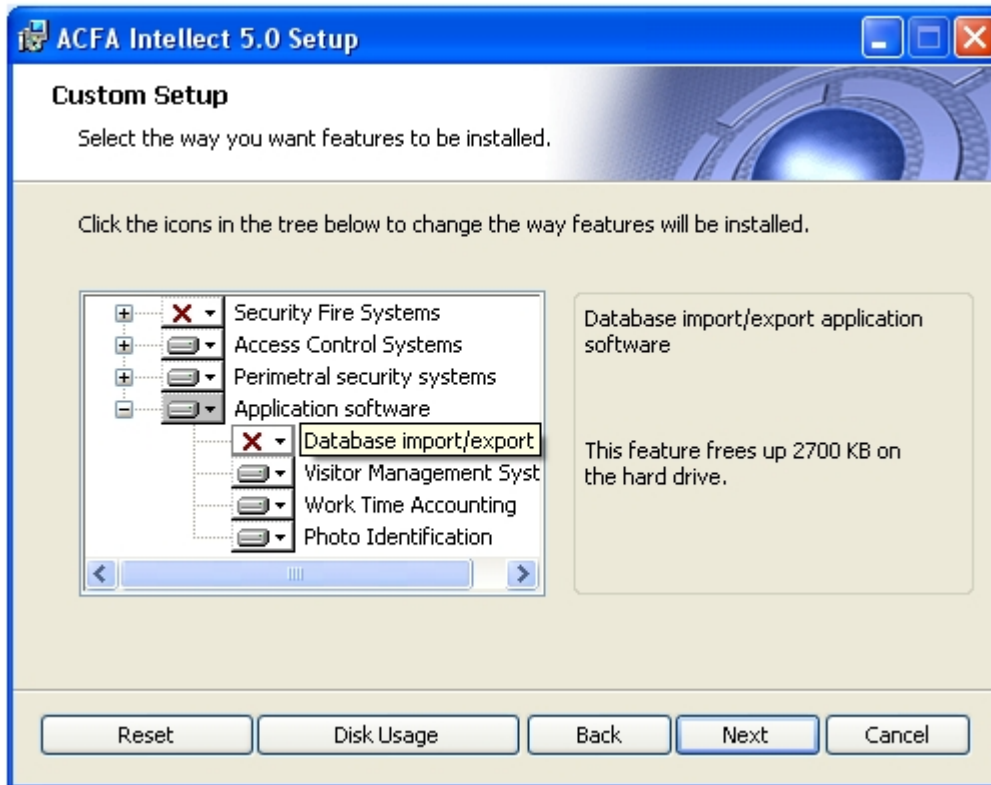 ACFA Intellect 5.0 Setup
Custom Setup
Select the way you want features to be installed.
Click the icons in the tree below to change the way features will be installed.
Security Fire Systems
Access Control Systems
Perimetral security systems
Application software
Database import/export
Visitor Management Syst
Work Time Accounting
Photo Identification
Database import/export application
software
This feature frees up 2700 KB on
the hard drive.
Reset Disk Usage Back Next Cancel